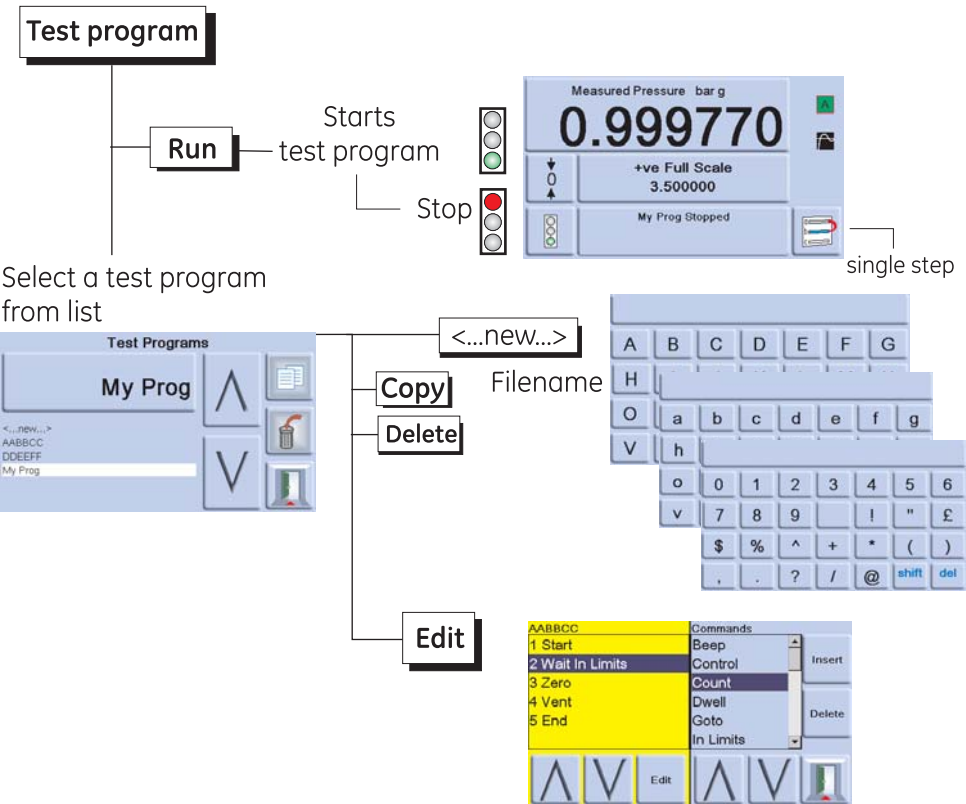 Test program
Run
Starts
test program
Stop
Measured Pressure bar g
0.999770
A
0
+ve Full Scale
3.500000
My Prog Stopped
single step
Select a test program
from list
Test Programs
My Prog
<...new...>
AABBCC
DDEEFF
My Prog
<...new...>
Copy
Delete
Filename
A B C D E F G
H
O
V
a b c d e f g
h
o
v
0 1 2 3 4 5 6
7 8 9 ! " £
$ % ^ + * ( )
, . ? / @ shift del
Edit
AABBCC
1 Start
2 Wait In Limits
3 Zero
4 Vent
5 End
Edit
Commands
Beep
Control
Count
Dwell
Goto
In Limits
Insert
Delete